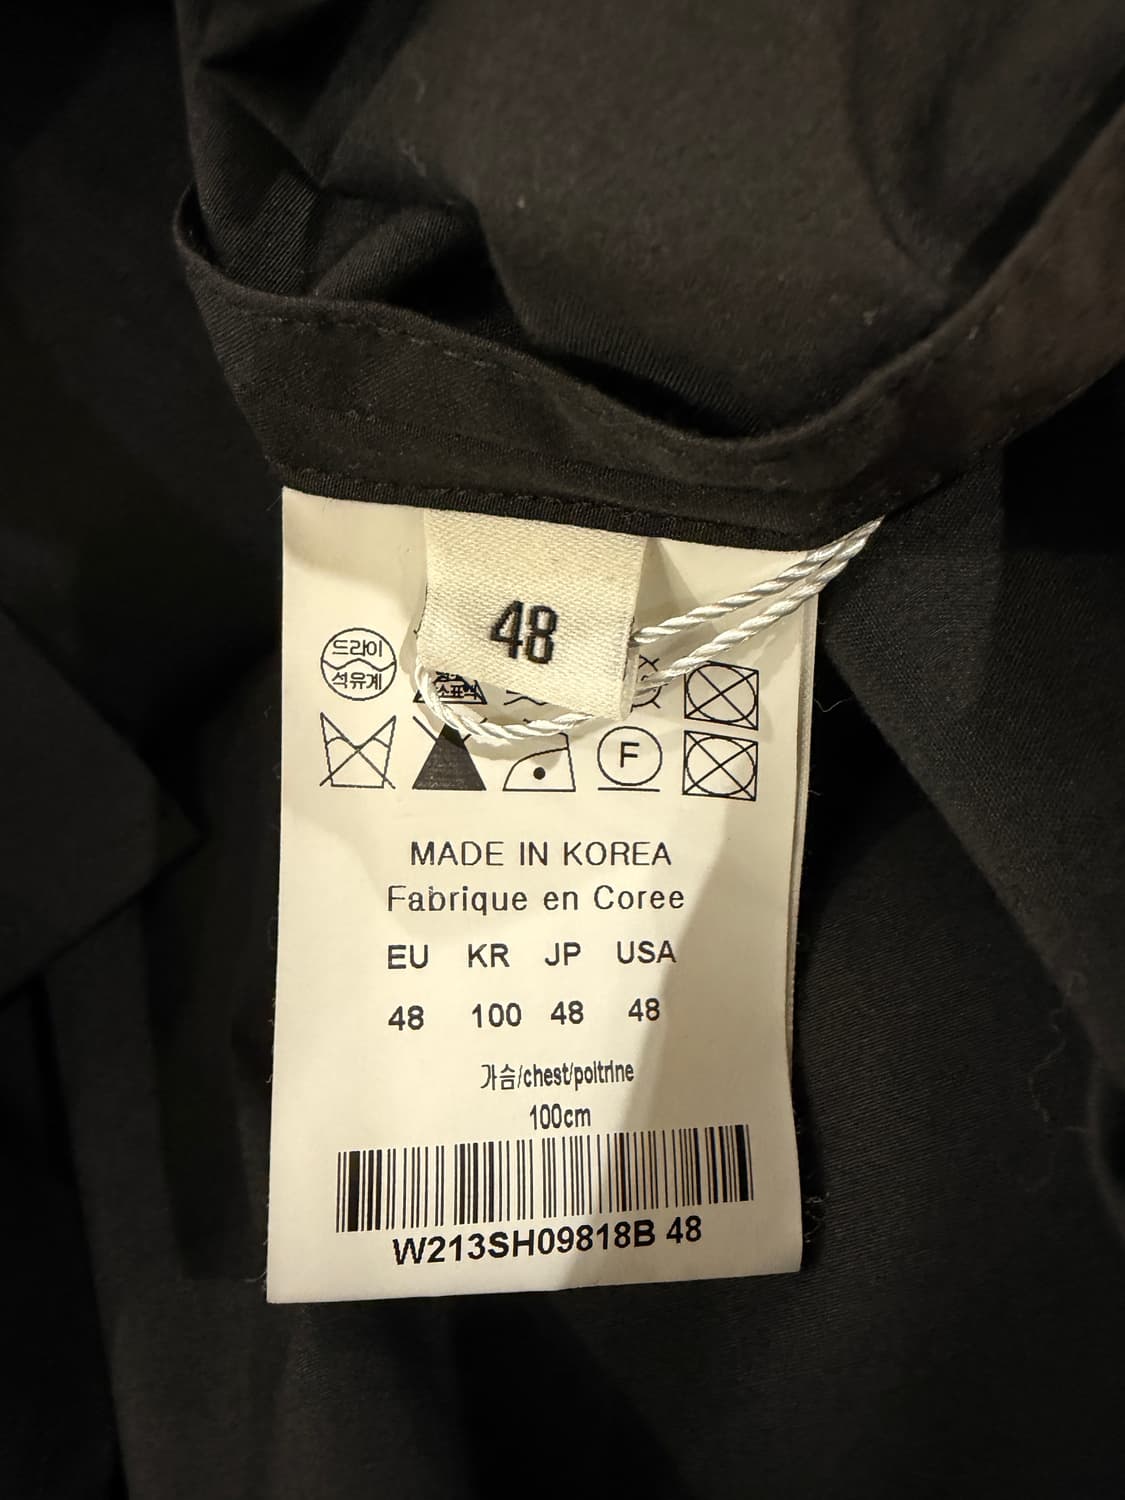 48
드라이
석유계
F
MADE IN KOREA
Fabrique en Coree
EU KR JP USA
48 100 48 48
가슴/chest/poltrine
100cm
W213SH09818B 48